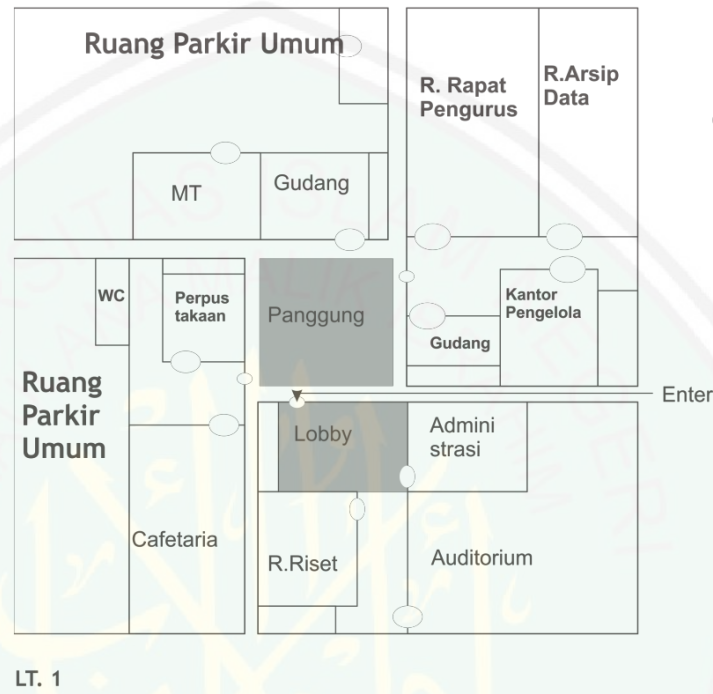 Ruang Parkir Umum
R. Rapat
Pengurus
R.Arsip
Data
MT
Gudang
WC
Perpus
takaan
Panggung
Kantor
Pengelola
Gudang
Ruang
Parkir
Umum
Enter
Lobby
Admini
strasi
Cafetaria
R.Riset
Auditorium
LT. 1